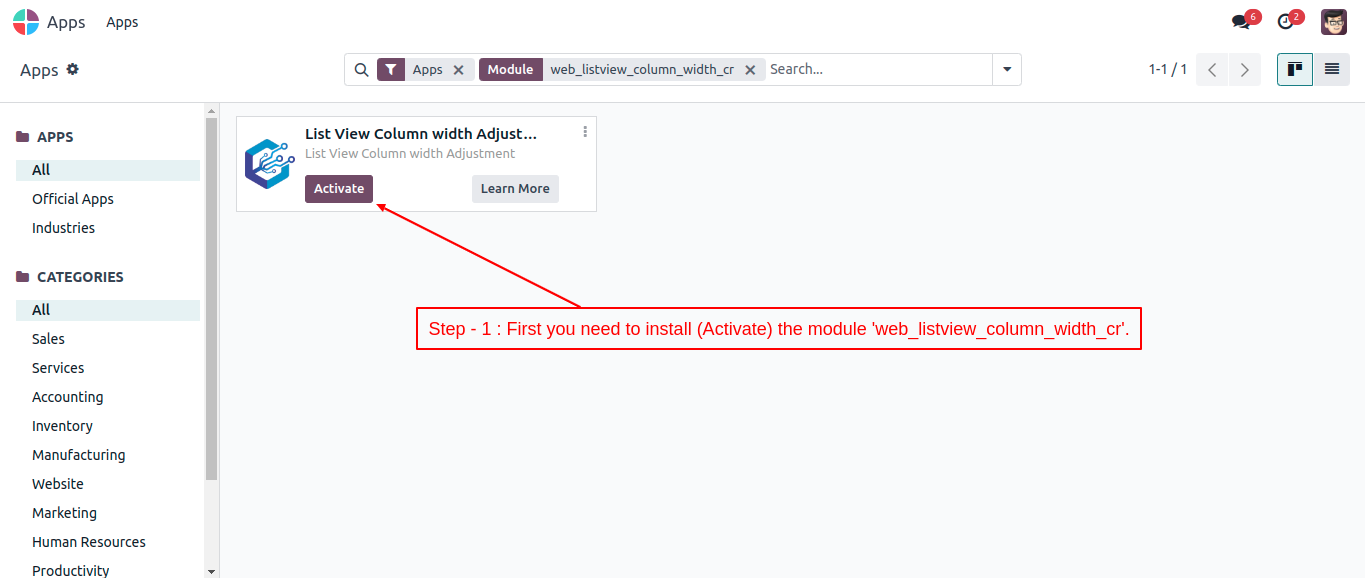 Apps Apps 6 2
Apps Apps Module web_listview_column_width_cr Search... 1-1 / 1
APPS
All
Official Apps
Industries
CATEGORIES
All
Sales
Services
Accounting
Inventory
Manufacturing
Website
Marketing
Human Resources
Productivity
List View Column width Adjust...
List View Column width Adjustment
Activate Learn More
Step - 1 : First you need to install (Activate) the module 'web_listview_column_width_cr'.